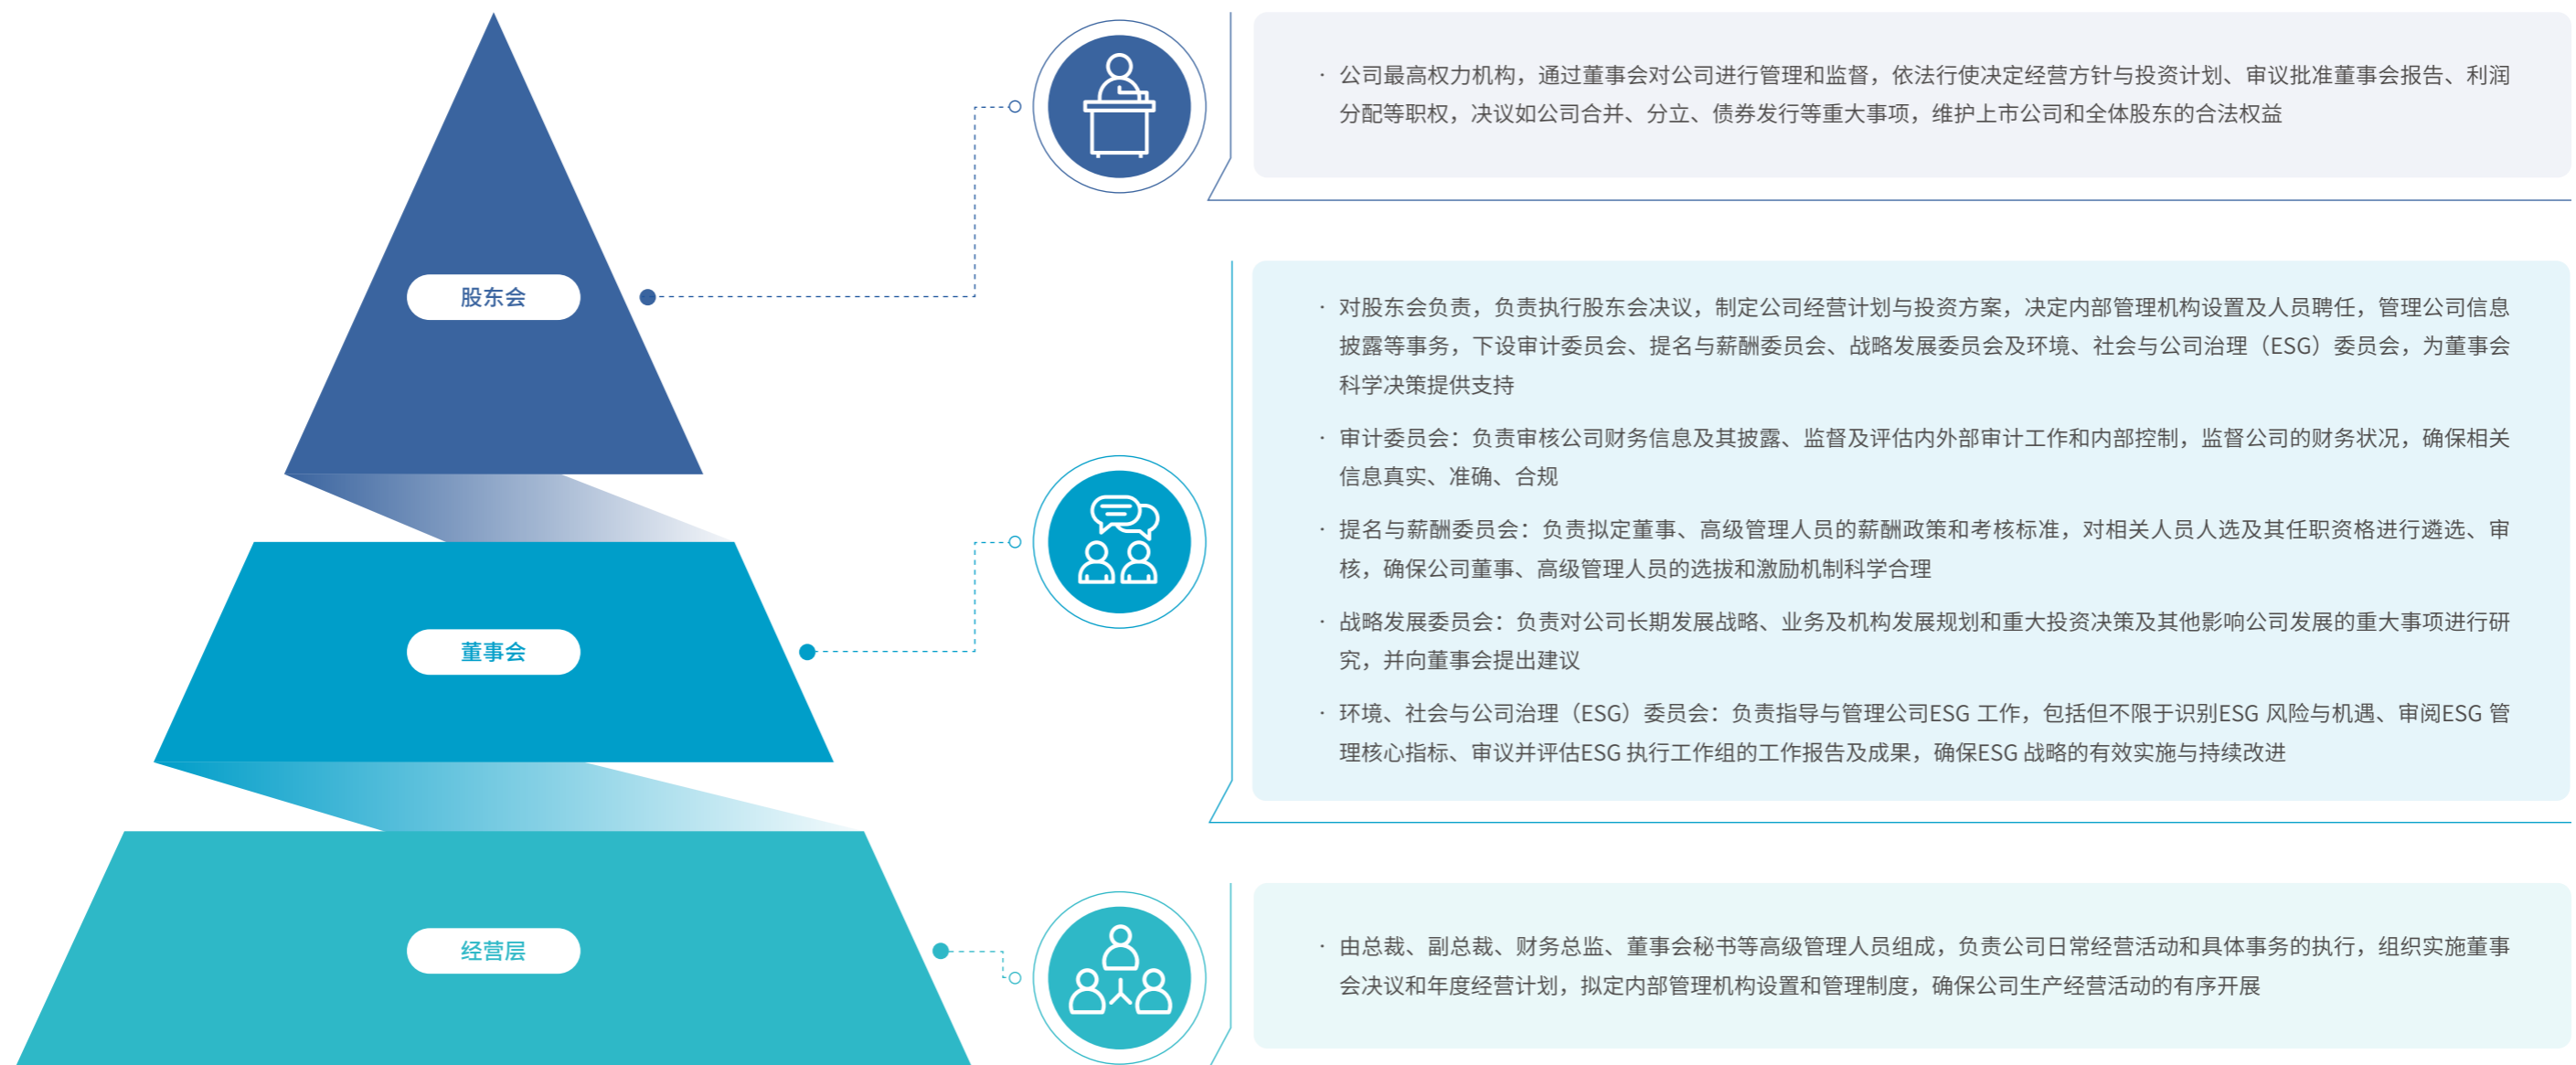 股东会
· 公司最高权力机构，通过董事会对公司进行管理和监督，依法行使决定经营方针与投资计划、审议批准董事会报告、利润
分配等职权，决议如公司合并、分立、债券发行等重大事项，维护上市公司和全体股东的合法权益
董事会
· 对股东会负责，负责执行股东会决议，制定公司经营计划与投资方案，决定内部管理机构设置及人员聘任，管理公司信息
披露等事务，下设审计委员会、提名与薪酬委员会、战略发展委员会及环境、社会与公司治理（ESG）委员会，为董事会
科学决策提供支持
· 审计委员会：负责审核公司财务信息及其披露、监督及评估内外部审计工作和内部控制，监督公司的财务状况，确保相关
信息真实、准确、合规
· 提名与薪酬委员会：负责拟定董事、高级管理人员的薪酬政策和考核标准，对相关人员人选及其任职资格进行遴选、审
核，确保公司董事、高级管理人员的选拔和激励机制科学合理
· 战略发展委员会：负责对公司长期发展战略、业务及机构发展规划和重大投资决策及其他影响公司发展的重大事项进行研
究，并向董事会提出建议
· 环境、社会与公司治理（ESG）委员会：负责指导与管理公司ESG 工作，包括但不限于识别ESG 风险与机遇、审阅ESG 管
理核心指标、审议并评估ESG 执行工作组的工作报告及成果，确保ESG 战略的有效实施与持续改进
经营层
· 由总裁、副总裁、财务总监、董事会秘书等高级管理人员组成，负责公司日常经营活动和具体事务的执行，组织实施董事
会决议和年度经营计划，拟定内部管理机构设置和管理制度，确保公司生产经营活动的有序开展